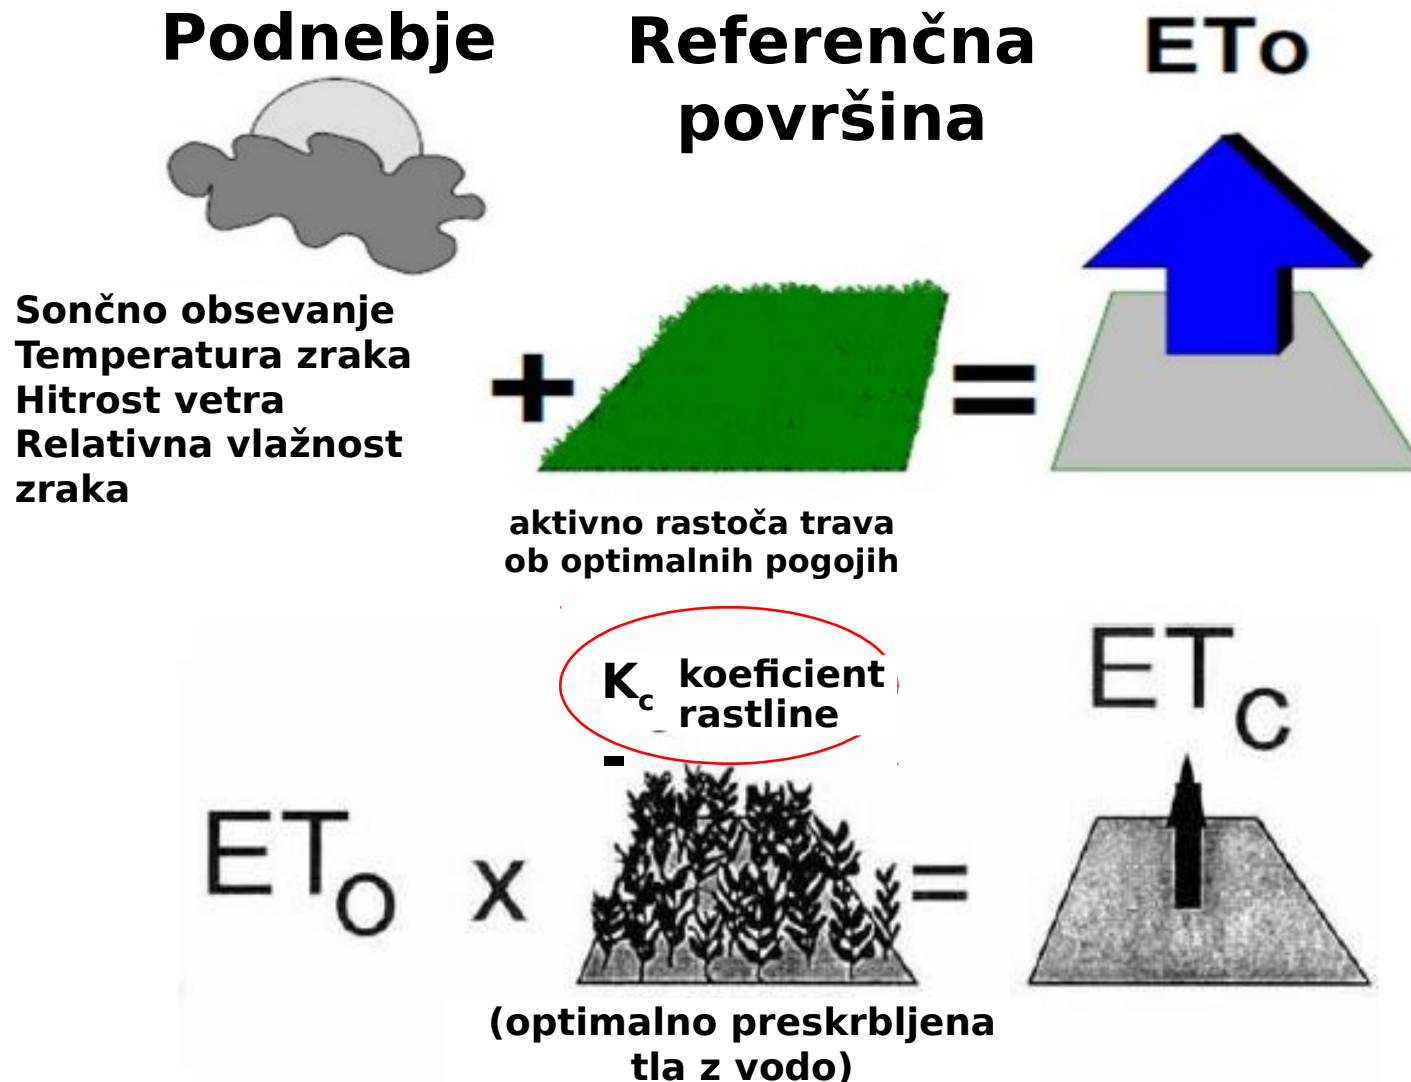 Podnebje
Referenčna
površina
ETo
Sončno obsevanje
Temperatura zraka
Hitrost vetra
Relativna vlažnost
zraka
+
=
aktivno rastoča trava
ob optimalnih pogojih
Kc koeficient
rastline
ETO x = ETC
(optimalno preskrbljena
tla z vodo)